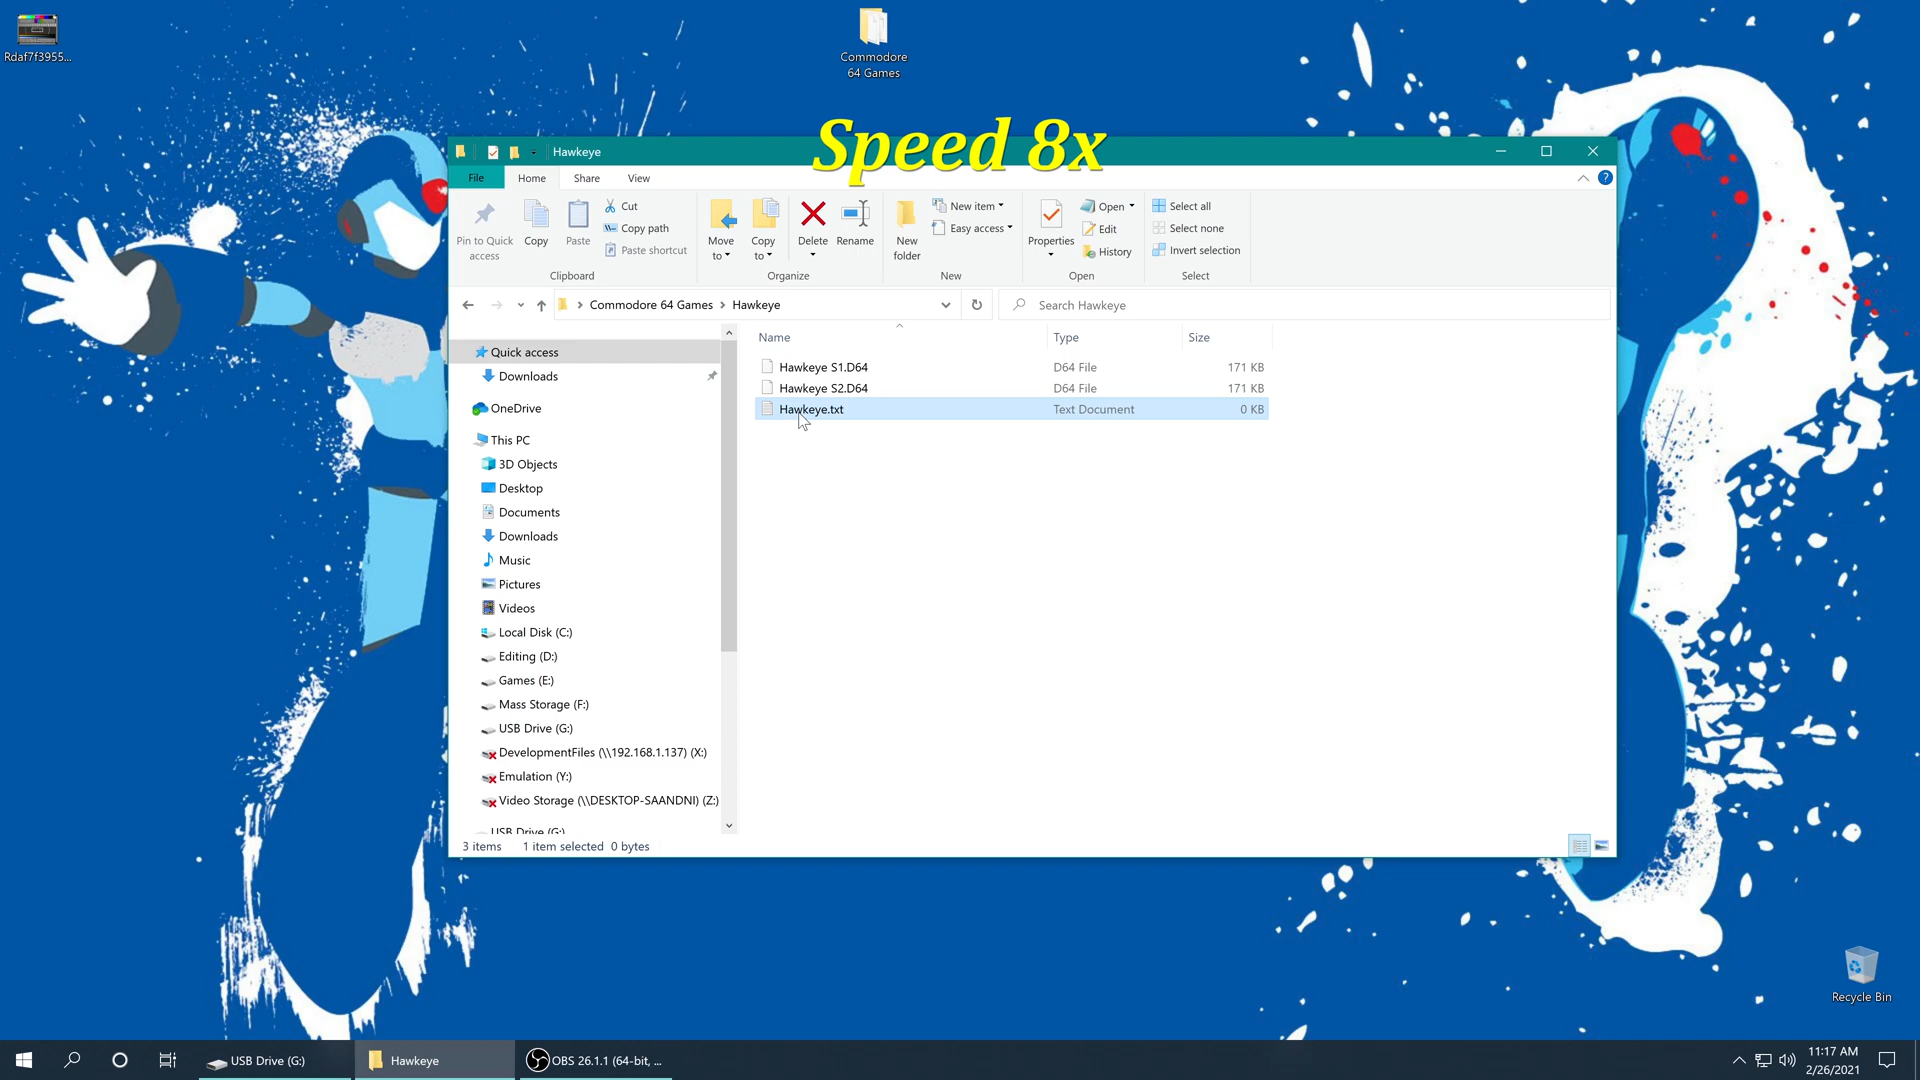 Rdaf7f3955...
Commodore
64 Games
Speed 8x
Hawkeye
File
Home
Share
View
Pin to Quick
access
Copy
Paste
Cut
Copy path
Paste shortcut
Clipboard
Move
to
Copy
to
Delete
Rename
Organize
New
folder
New item
Easy access
New
Properties
Open
Edit
History
Open
Select all
Select none
Invert selection
Select
Commodore 64 Games > Hawkeye
Search Hawkeye
Quick access
Downloads
OneDrive
This PC
3D Objects
Desktop
Documents
Downloads
Music
Pictures
Videos
Local Disk (C:)
Editing (D:)
Games (E:)
Mass Storage (F:)
USB Drive (G:)
DevelopmentFiles (\\192.168.1.137) (X:)
Emulation (Y:)
Video Storage (\\DESKTOP-SAANDNI) (Z:)
USB Drive (G:)
Name Type Size
Hawkeye S1.D64 D64 File 171 KB
Hawkeye S2.D64 D64 File 171 KB
Hawkeye.txt Text Document 0 KB
3 items 1 item selected 0 bytes
Recycle Bin
USB Drive (G:)
Hawkeye
OBS 26.1.1 (64-bit, ...
11:17 AM
2/26/2021